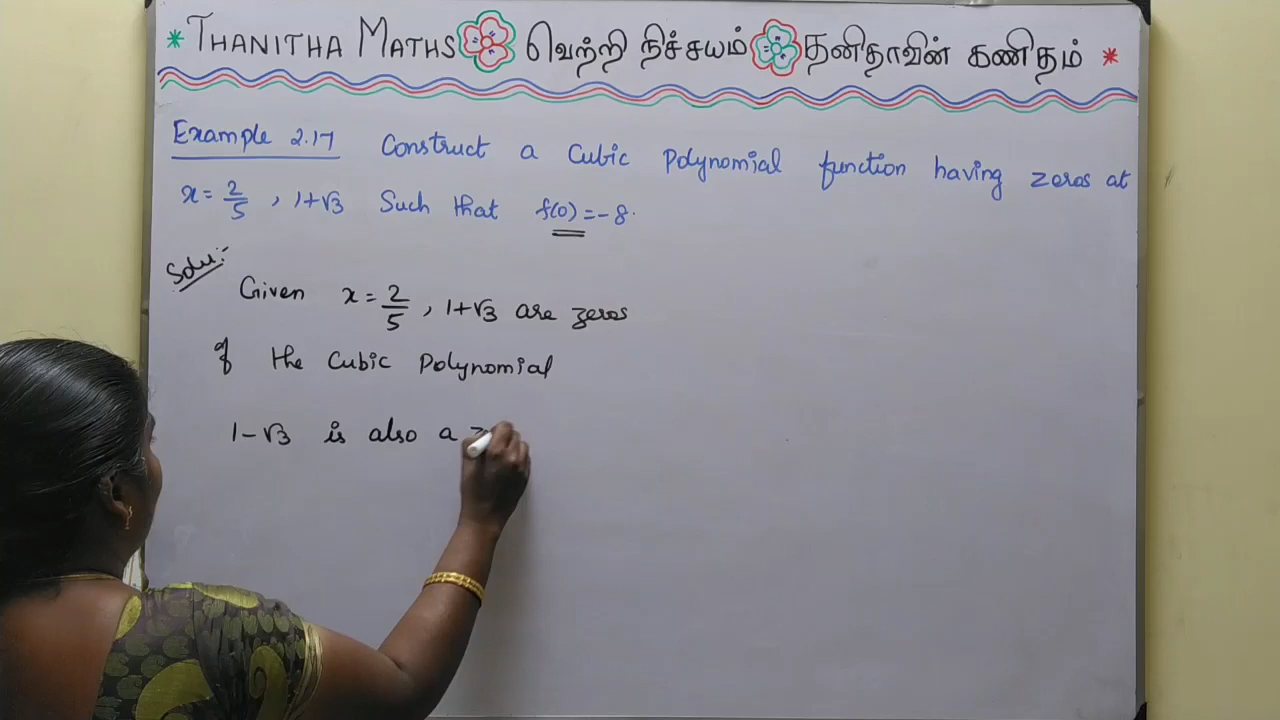 * THANITHA MATHS வெற்றி நிச்சயம் தனிதாவின் கணிதம் *
Example 2.17 Construct a Cubic Polynomial function having zeros at
x = 2/5 , 1+√3 Such that f(0) = -8.
Solu:-
Given x = 2/5 , 1+√3 are zeros
of the Cubic Polynomial
1-√3 is also a